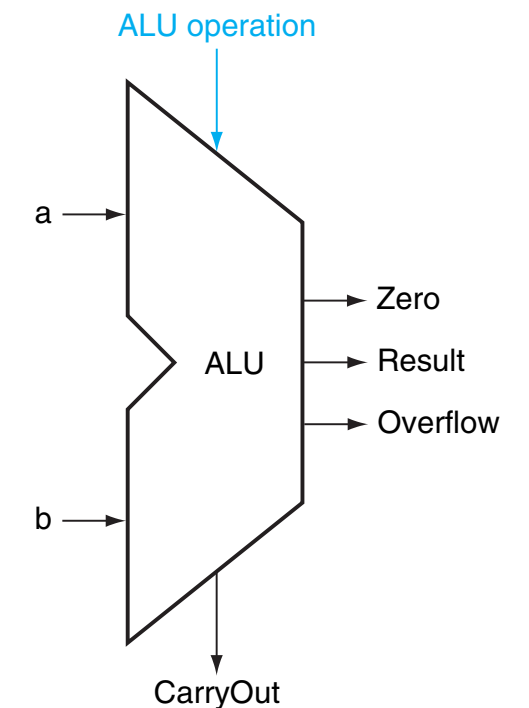 ALU operation
a
Zero
ALU
Result
Overflow
b
CarryOut